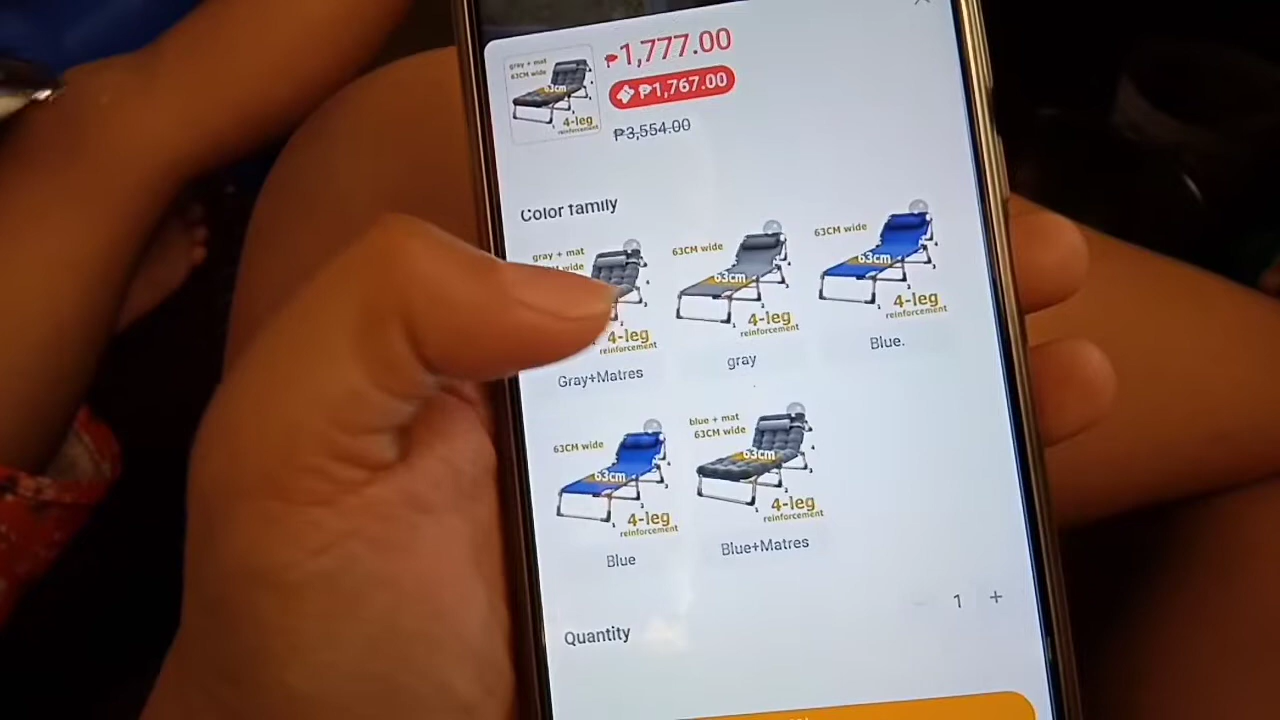 gray + mat
63CM wide
63cm
4-leg
reinforcement
₱1,777.00
₱1,767.00
₱3,554.00
Color family
gray + mat
wide
4-leg
reinforcement
Gray+Matres
63CM wide
63cm
4-leg
reinforcement
gray
63CM wide
63cm
4-leg
reinforcement
Blue.
63CM wide
63cm
4-leg
reinforcement
Blue
blue + mat
63CM wide
63cm
4-leg
reinforcement
Blue+Matres
Quantity
1 +